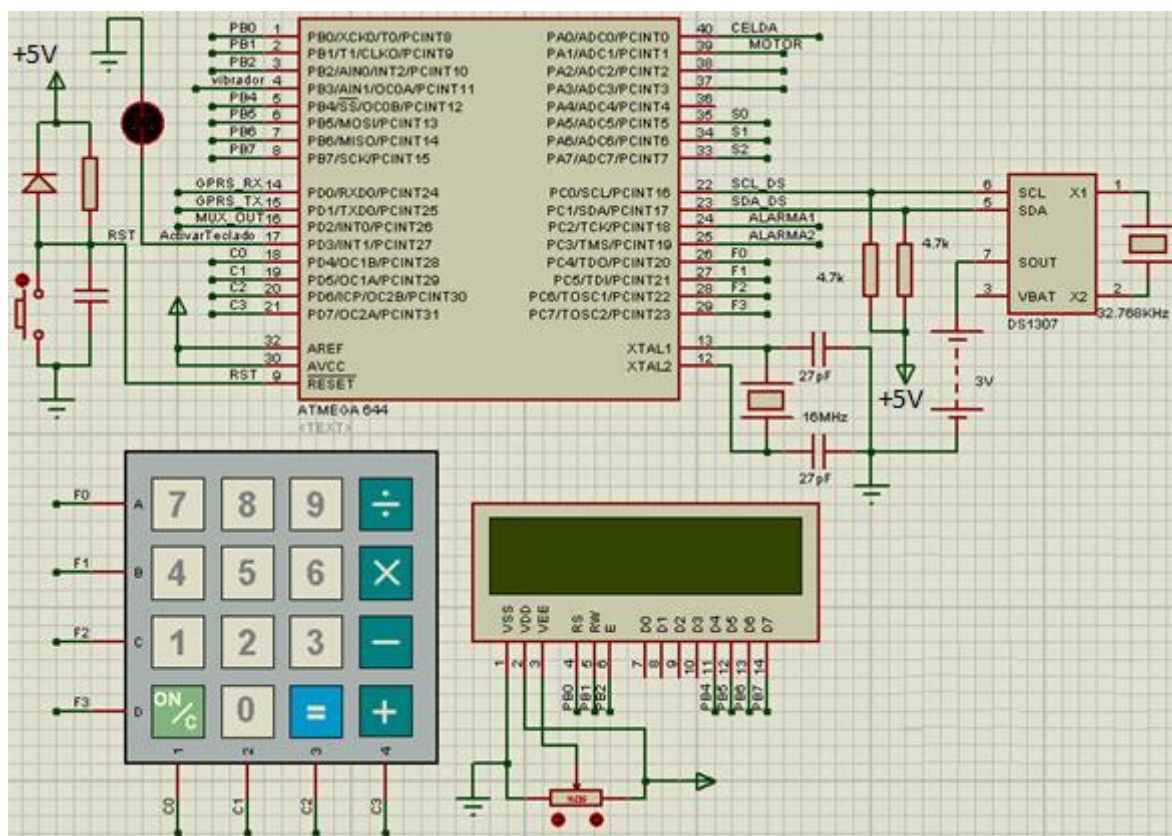 +5V
RST
PB0 1 PB0/XCK0/T0/PCINT8
PB1 2 PB1/T1/CLKO/PCINT9
PB2 3 PB2/AIN0/INT2/PCINT10
vibrador 4 PB3/AIN1/OC0A/PCINT11
PB4 5 PB4/SS/OC0B/PCINT12
PB5 6 PB5/MOSI/PCINT13
PB6 7 PB6/MISO/PCINT14
PB7 8 PB7/SCK/PCINT15
GPRS_RX 14 PD0/RXD0/PCINT24
GPRS_TX 15 PD1/TXD0/PCINT25
MUX_OUT 16 PD2/INT0/PCINT26
ActivarTeclado 17 PD3/INT1/PCINT27
C0 18 PD4/OC1B/PCINT28
C1 19 PD5/OC1A/PCINT29
C2 20 PD6/ICP/OC2B/PCINT30
C3 21 PD7/OC2A/PCINT31
32 AREF
30 AVCC
RST 9 RESET
PA0/ADC0/PCINT0 40 CELDA
PA1/ADC1/PCINT1 39 MOTOR
PA2/ADC2/PCINT2 38
PA3/ADC3/PCINT3 37
PA4/ADC4/PCINT4 36
PA5/ADC5/PCINT5 35 S0
PA6/ADC6/PCINT6 34 S1
PA7/ADC7/PCINT7 33 S2
PC0/SCL/PCINT16 22 SCL_DS
PC1/SDA/PCINT17 23 SDA_DS
PC2/TCK/PCINT18 24 ALARMA1
PC3/TMS/PCINT19 25 ALARMA2
PC4/TDO/PCINT20 26 F0
PC5/TDI/PCINT21 27 F1
PC6/TOSC1/PCINT22 28 F2
PC7/TOSC2/PCINT23 29 F3
XTAL1 13
XTAL2 12
ATMEGA 644
<TEXT>
27pF
16MHz
27pF
4.7k
4.7k
+5V
3V
6 SCL X1 1
5 SDA
7 SOUT
3 VBAT X2 2
DS1307
32.768KHz
F0 A 7 8 9 ÷
F1 B 4 5 6 ×
F2 C 1 2 3 −
F3 D ON/C 0 = +
1 2 3 4
C0 C1 C2 C3
VSS VDD VEE RS RW E D0 D1 D2 D3 D4 D5 D6 D7
1 2 3 4 5 6 7 8 9 10 11 12 13 14
PB0 PB1 PB2 PB4 PB5 PB6 PB7